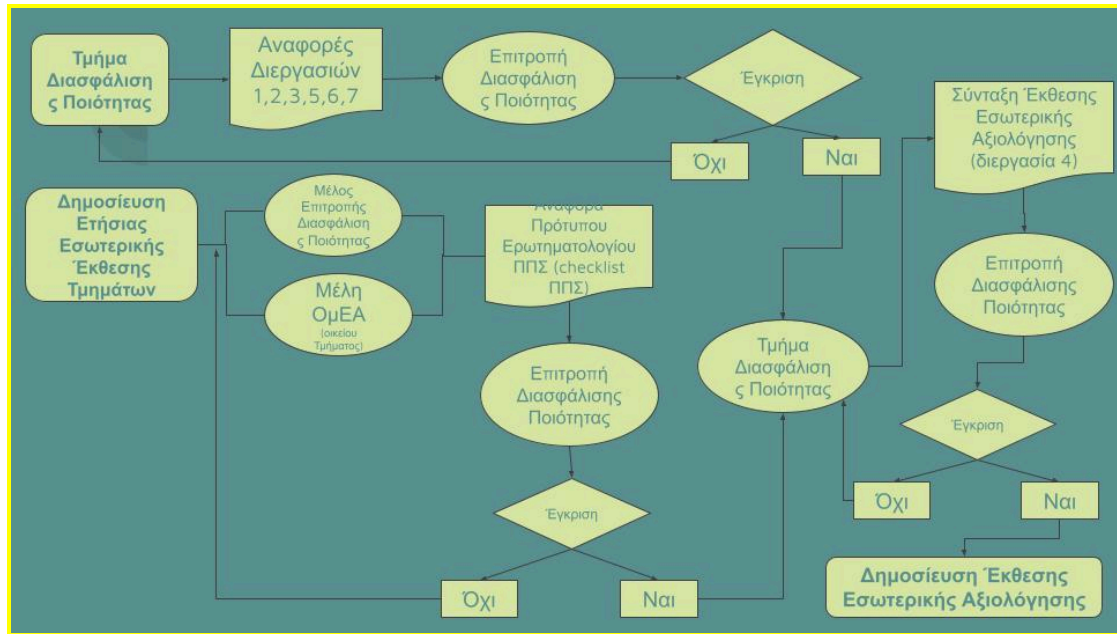 Τμήμα
Διασφάλιση
ς Ποιότητας
Αναφορές
Διεργασιών
1,2,3,5,6,7
Επιτροπή
Διασφάλιση
ς Ποιότητας
Έγκριση
Όχι
Ναι
Σύνταξη Έκθεσης
Εσωτερικής
Αξιολόγησης
(διεργασία 4)
Δημοσίευση
Ετήσιας
Εσωτερικής
Έκθεσης
Τμημάτων
Μέλος
Επιτροπής
Διασφάλιση
ς Ποιότητας
Μέλη
ΟμΕΑ
(οικείου
Τμήματος)
Αναφορά
Πρότυπου
Ερωτηματολογίου
ΠΠΣ (checklist
ΠΠΣ)
Επιτροπή
Διασφάλισης
Ποιότητας
Έγκριση
Όχι
Ναι
Τμήμα
Διασφάλιση
ς Ποιότητας
Επιτροπή
Διασφάλισης
Ποιότητας
Έγκριση
Όχι
Ναι
Δημοσίευση Έκθεσης
Εσωτερικής Αξιολόγησης